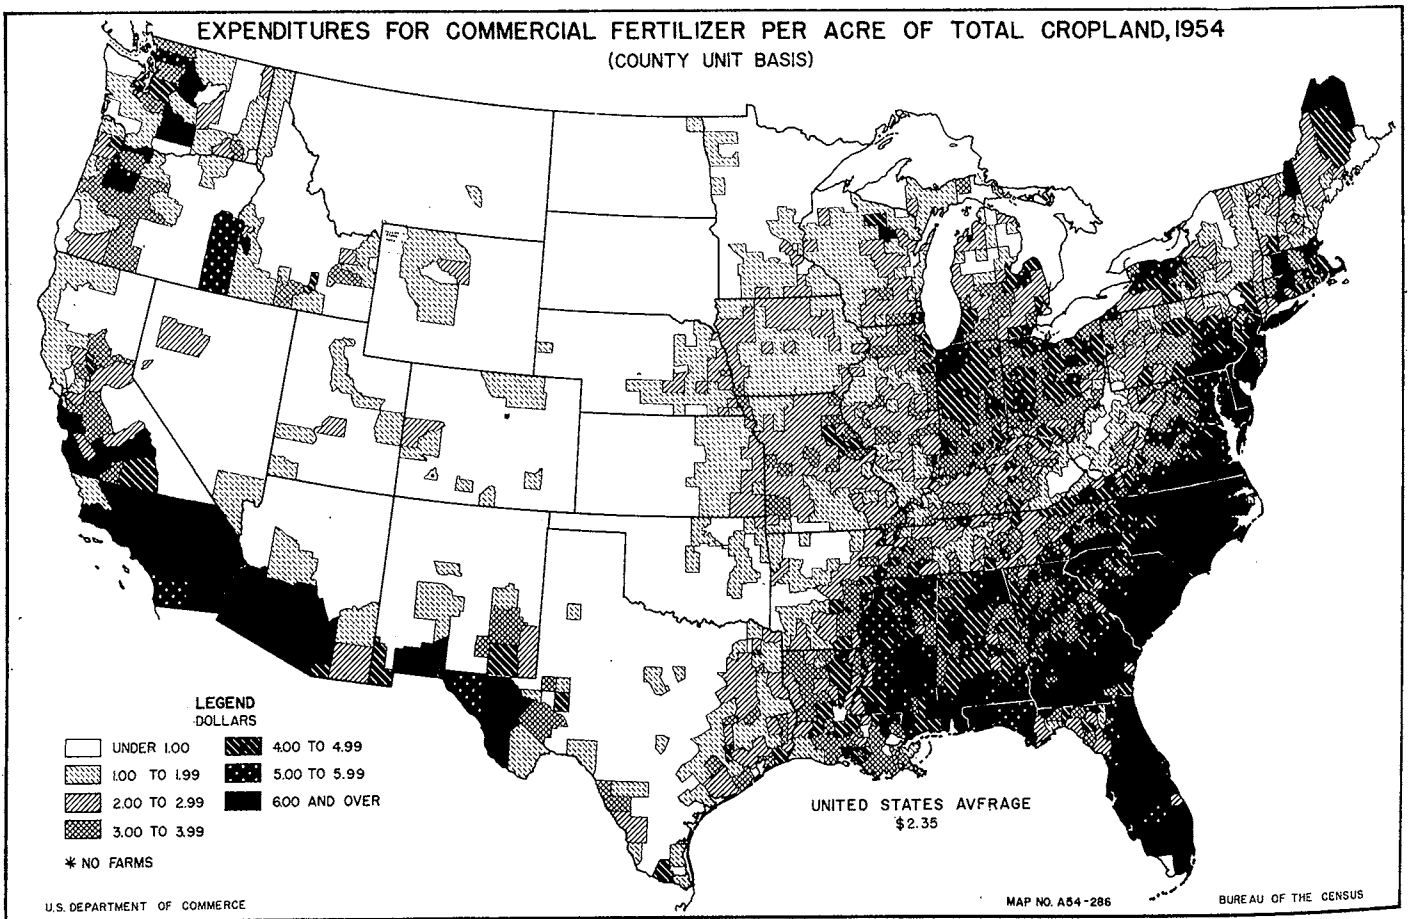 EXPENDITURES FOR COMMERCIAL FERTILIZER PER ACRE OF TOTAL CROPLAND, 1954
(COUNTY UNIT BASIS)
LEGEND
DOLLARS
UNDER 1.00
1.00 TO 1.99
2.00 TO 2.99
3.00 TO 3.99
4.00 TO 4.99
5.00 TO 5.99
6.00 AND OVER
* NO FARMS
UNITED STATES AVFRAGE
$2.35
U.S. DEPARTMENT OF COMMERCE
MAP NO. A54-286
BUREAU OF THE CENSUS